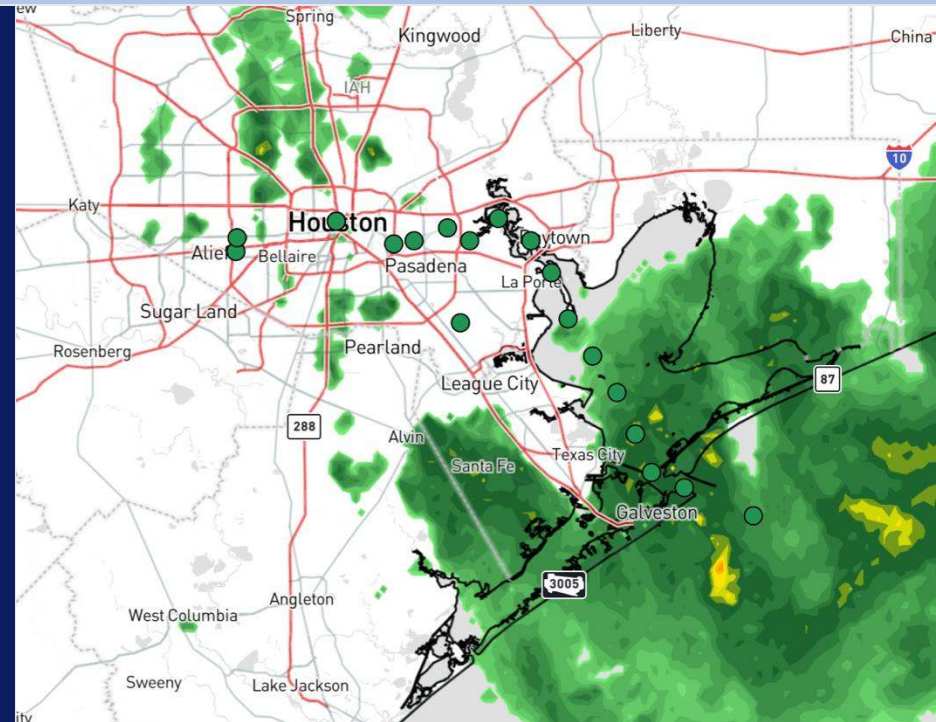 Spring
Kingwood
Liberty
China
IAH
10
Katy
Houston
Alief
Bellaire
Baytown
Pasadena
La Porte
Sugar Land
Rosenberg
Pearland
League City
87
288
Alvin
Santa Fe
Texas City
Galveston
3005
Angleton
West Columbia
Sweeny
Lake Jackson